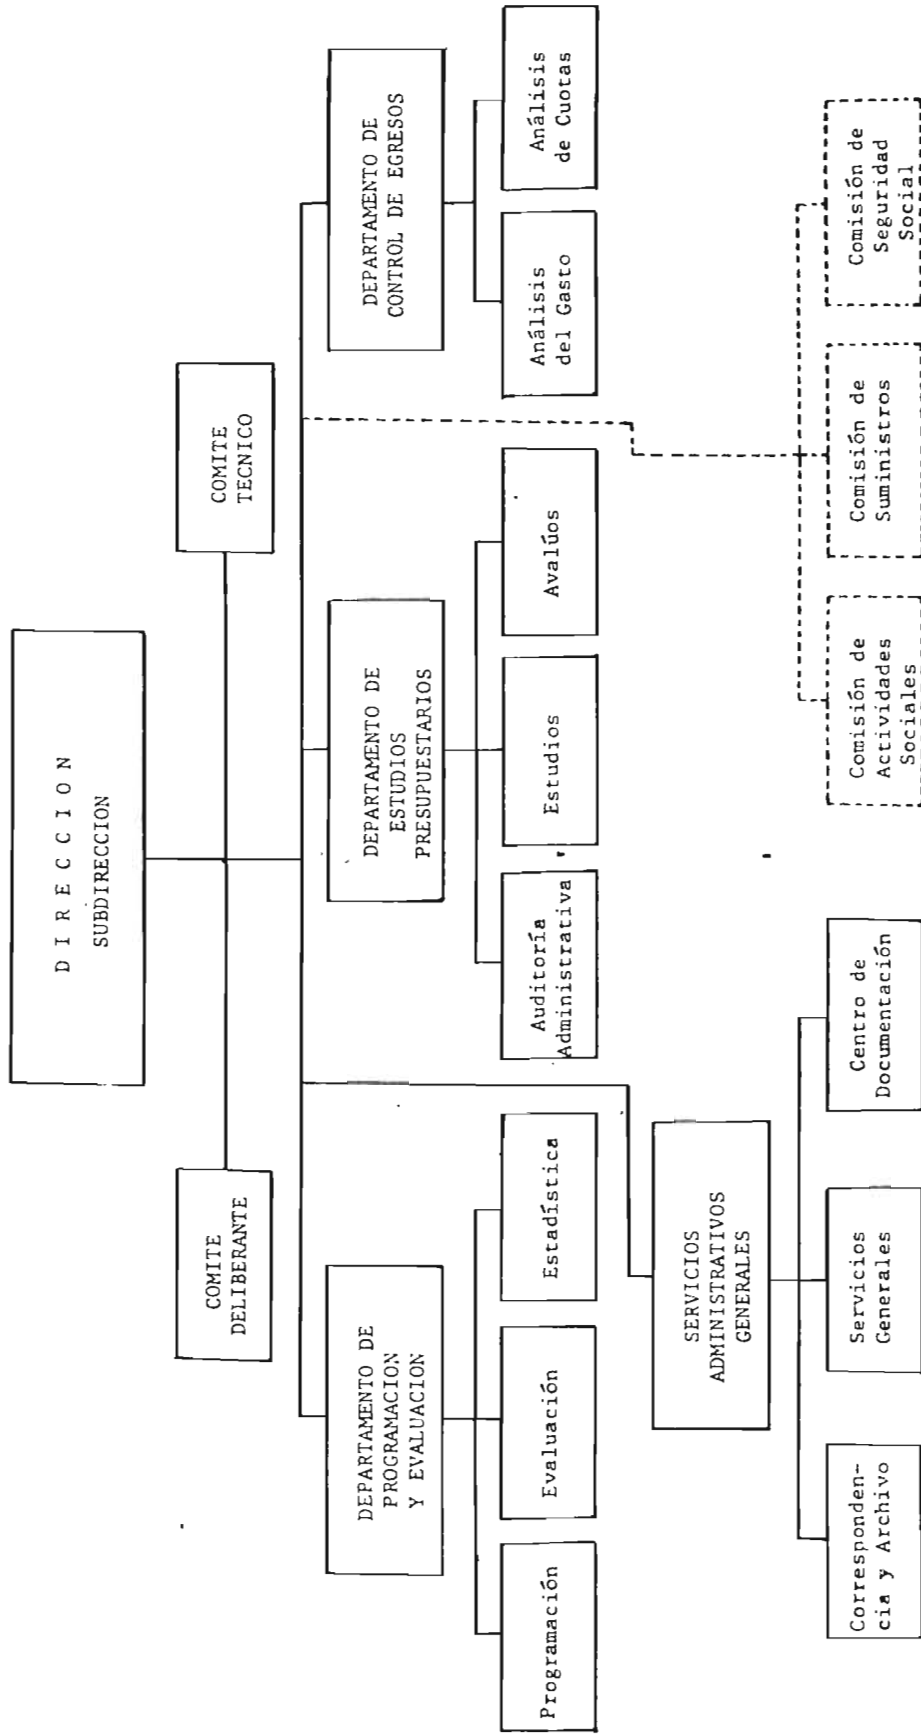 D I R E C C I O N
SUBDIRECCION
COMITE
DELIBERANTE
COMITE
TECNICO
DEPARTAMENTO DE
PROGRAMACION
Y EVALUACION
DEPARTAMENTO DE
ESTUDIOS
PRESUPUESTARIOS
DEPARTAMENTO DE
CONTROL DE EGRESOS
Programación
Evaluación
Estadística
Auditoría
Administrativa
Estudios
Avalúos
Análisis
del Gasto
Análisis
de Cuotas
SERVICIOS
ADMINISTRATIVOS
GENERALES
Corresponden-
cia y Archivo
Servicios
Generales
Centro de
Documentación
Comisión de
Actividades
Sociales
Comisión de
Suministros
Comisión de
Seguridad
Social